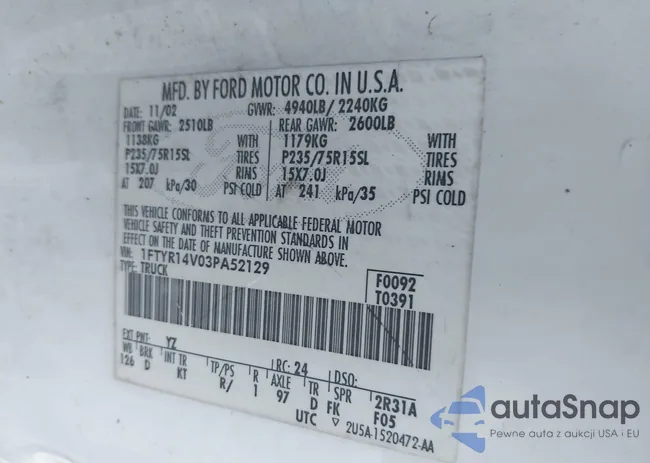 MFD. BY FORD MOTOR CO. IN U.S.A.
DATE: 11/02 GVWR: 4940LB/ 2240KG
FRONT GAWR: 2510LB REAR GAWR: 2600LB
1138KG WITH 1179KG WITH
P235/75R15SL TIRES P235/75R15SL TIRES
15X7.0J RIMS 15X7.0J RIMS
AT 207 kPa/30 PSI COLD AT 241 kPa/35 PSI COLD
THIS VEHICLE CONFORMS TO ALL APPLICABLE FEDERAL MOTOR
VEHICLE SAFETY AND THEFT PREVENTION STANDARDS IN
EFFECT ON THE DATE OF MANUFACTURE SHOWN ABOVE.
VIN: 1FTYR14V03PA52129
TYPE: TRUCK
F0092
T0391
EXT PNT: YZ RC: 24 DSO:
WB BRK INT TR TP/PS R AXLE TR SPR 2R31A
126 D KT R/ 1 97 D FK F05
UTC ▽ 2U5A-1520472-AA
autoSnap
Pewne auta z aukcji USA i EU